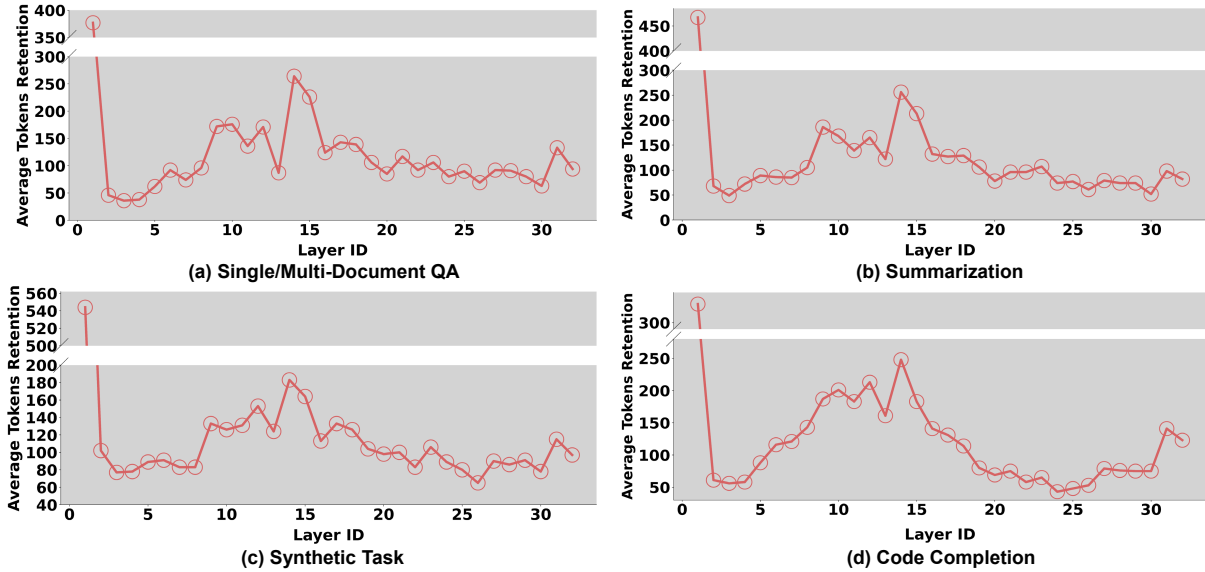 Average Tokens Retention
400
350
300
250
200
150
100
50
0
0 5 10 15 20 25 30
Layer ID
(a) Single/Multi-Document QA
Average Tokens Retention
450
400
300
250
200
150
100
50
0
0 5 10 15 20 25 30
Layer ID
(b) Summarization
Average Tokens Retention
560
540
520
500
200
180
160
140
120
100
80
60
40
0 5 10 15 20 25 30
Layer ID
(c) Synthetic Task
Average Tokens Retention
300
250
200
150
100
50
0 5 10 15 20 25 30
Layer ID
(d) Code Completion